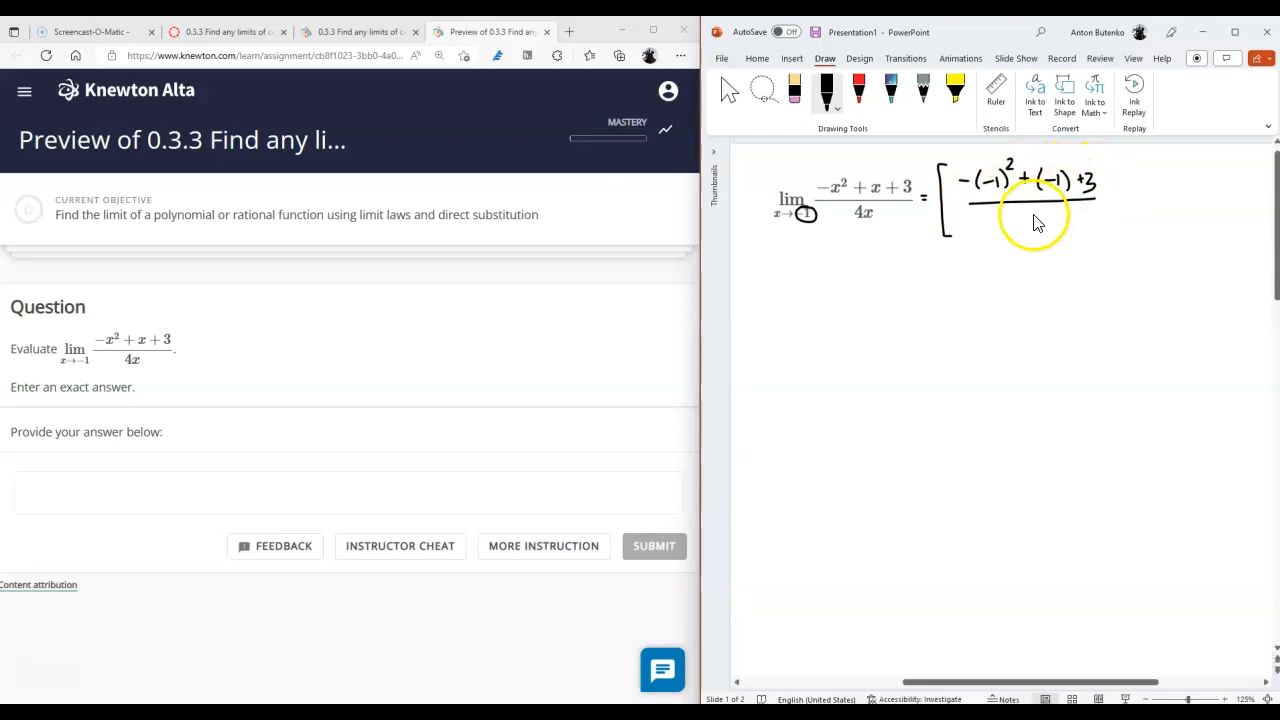 Screencast-O-Matic -
0.3.3 Find any limits of
0.3.3 Find any limits of c
Preview of 0.3.3 Find any
https://www.knewton.com/learn/assignment/cb8f1023-3bb0-4a0...
Knewton Alta
Preview of 0.3.3 Find any li...
MASTERY
CURRENT OBJECTIVE
Find the limit of a polynomial or rational function using limit laws and direct substitution
Question
Evaluate lim x→−1 (−x² + x + 3)/(4x).
Enter an exact answer.
Provide your answer below:
FEEDBACK
INSTRUCTOR CHEAT
MORE INSTRUCTION
SUBMIT
Content attribution
AutoSave Off
Presentation1 - PowerPoint
Anton Butenko
File Home Insert Draw Design Transitions Animations Slide Show Record Review View Help
Ruler
Ink to Text
Ink to Shape
Ink to Math
Ink Replay
Drawing Tools
Stencils
Convert
Replay
Thumbnails
lim x→−1 (−x² + x + 3)/(4x) = [ −(−1)² + (−1) + 3
Slide 1 of 2
English (United States)
Accessibility: Investigate
Notes
125%